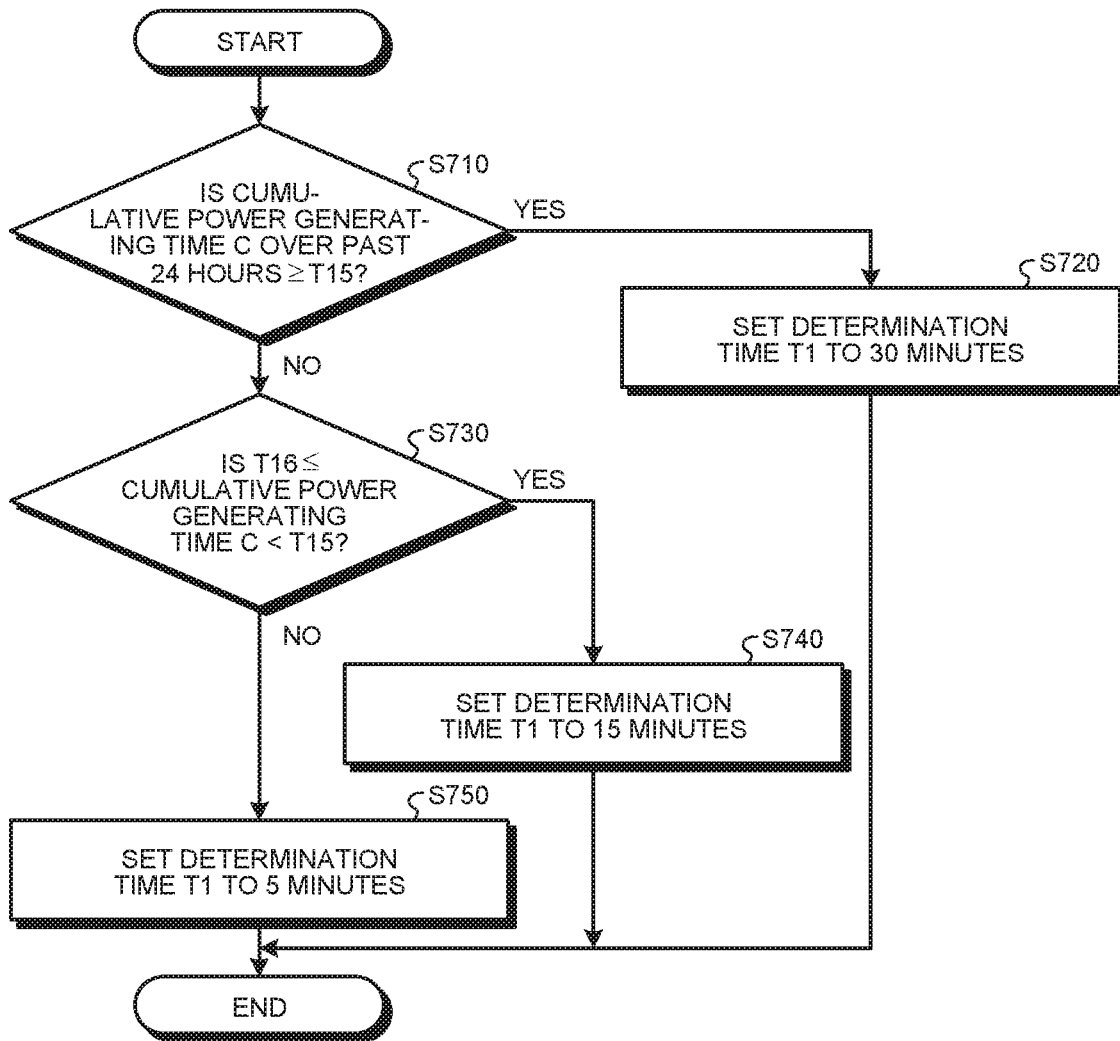 START
S710
IS CUMU-
LATIVE POWER GENERAT-
ING TIME C OVER PAST
24 HOURS ≥ T15?
YES
S720
SET DETERMINATION
TIME T1 TO 30 MINUTES
NO
S730
IS T16 ≤
CUMULATIVE POWER
GENERATING
TIME C < T15?
YES
NO
S740
SET DETERMINATION
TIME T1 TO 15 MINUTES
S750
SET DETERMINATION
TIME T1 TO 5 MINUTES
END